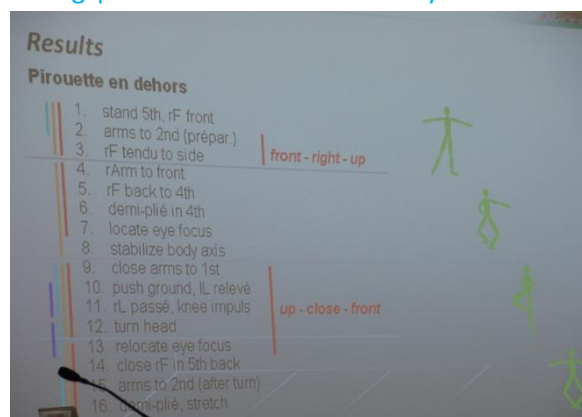 Results
Pirouette en dehors
1. stand 5th, rF front
2. arms to 2nd (prépar.)
3. rF tendu to side
front - right - up
4. rArm to front
5. rF back to 4th
6. demi-plié in 4th
7. locate eye focus
8. stabilize body axis
9. close arms to 1st
10. push ground, lL relevé
11. rL passé, knee impuls
up - close - front
12. turn head
13. relocate eye focus
14. close rF in 5th back
15. arms to 2nd (after turn)
16. demi-plié, stretch